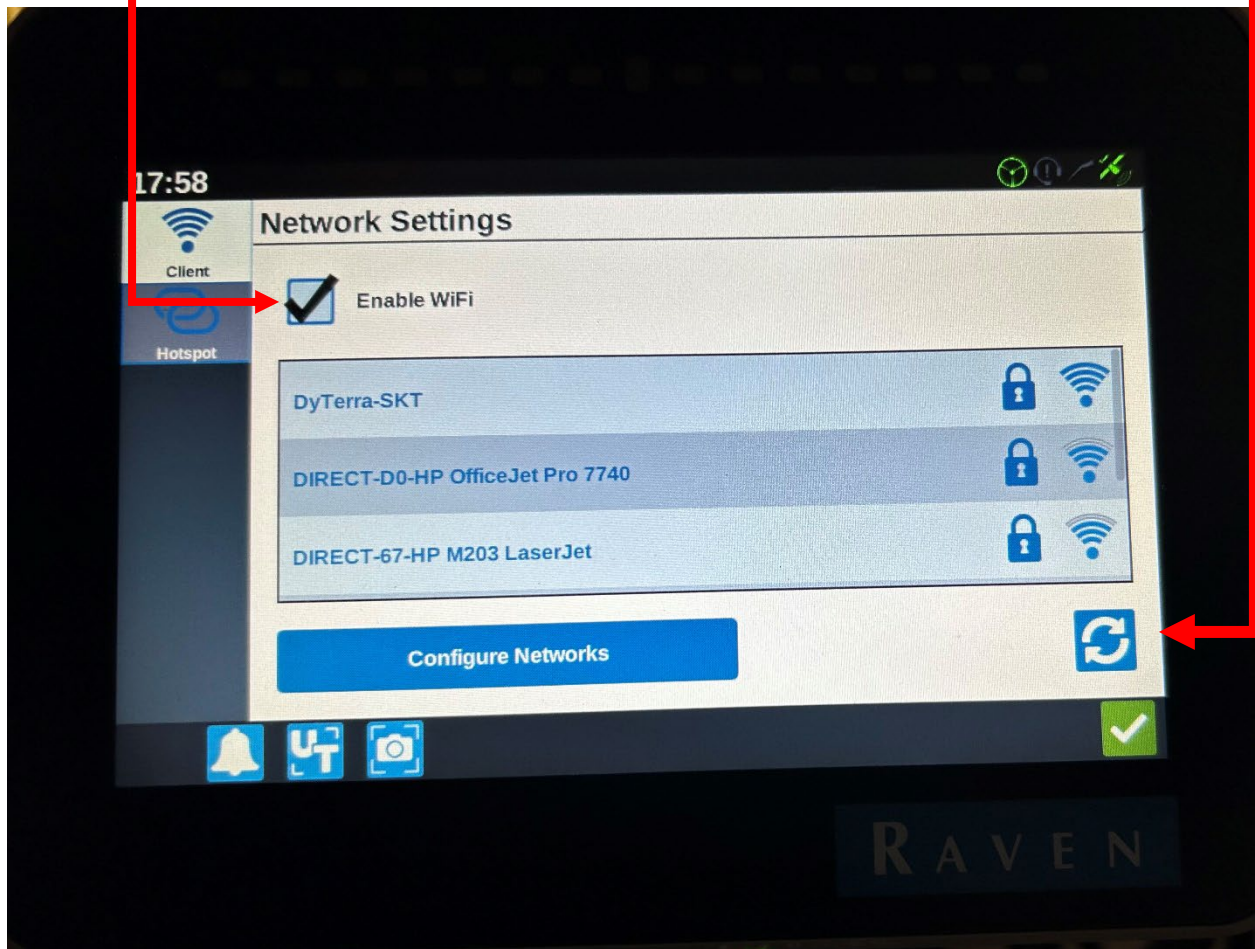 17:58
Network Settings
Client
Enable WiFi
Hotspot
DyTerra-SKT
DIRECT-D0-HP OfficeJet Pro 7740
DIRECT-67-HP M203 LaserJet
Configure Networks
UT
RAVEN